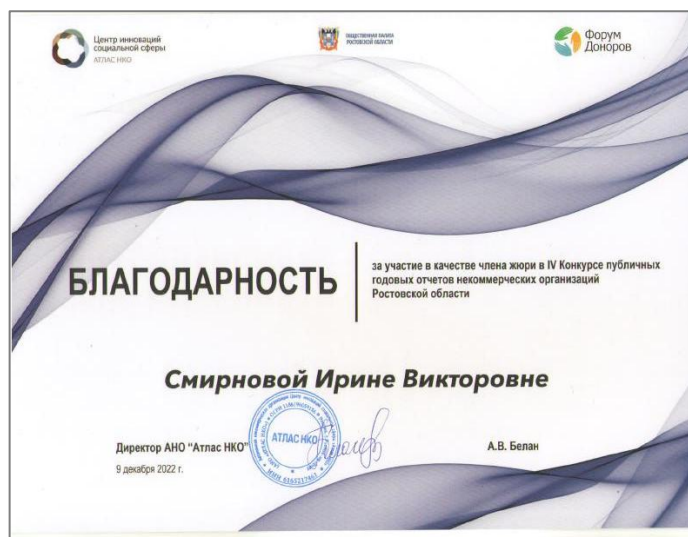 Центр инноваций
социальной сферы
АТЛАС НКО
ОБЩЕСТВЕННАЯ ПАЛАТА
РОСТОВСКОЙ ОБЛАСТИ
Форум
Доноров
БЛАГОДАРНОСТЬ
за участие в качестве члена жюри в IV Конкурсе публичных
годовых отчетов некоммерческих организаций
Ростовской области
Смирновой Ирине Викторовне
Директор АНО "Атлас НКО"
АТЛАС НКО
А.В. Белан
9 декабря 2022 г.